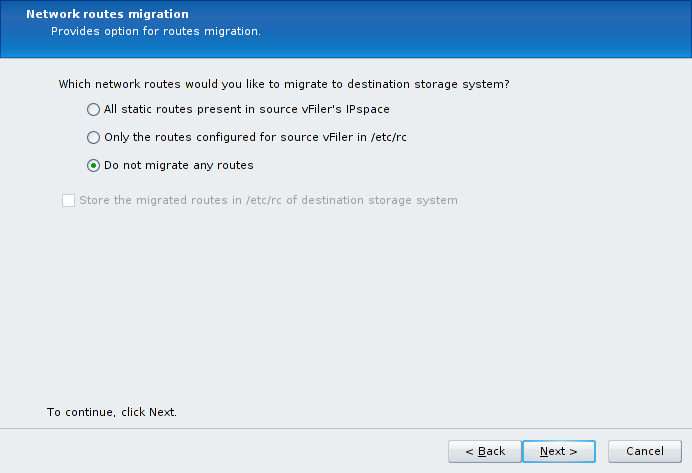 Network routes migration
Provides option for routes migration.
Which network routes would you like to migrate to destination storage system?
All static routes present in source vFiler's IPspace
Only the routes configured for source vFiler in /etc/rc
Do not migrate any routes
Store the migrated routes in /etc/rc of destination storage system
To continue, click Next.
< Back
Next >
Cancel